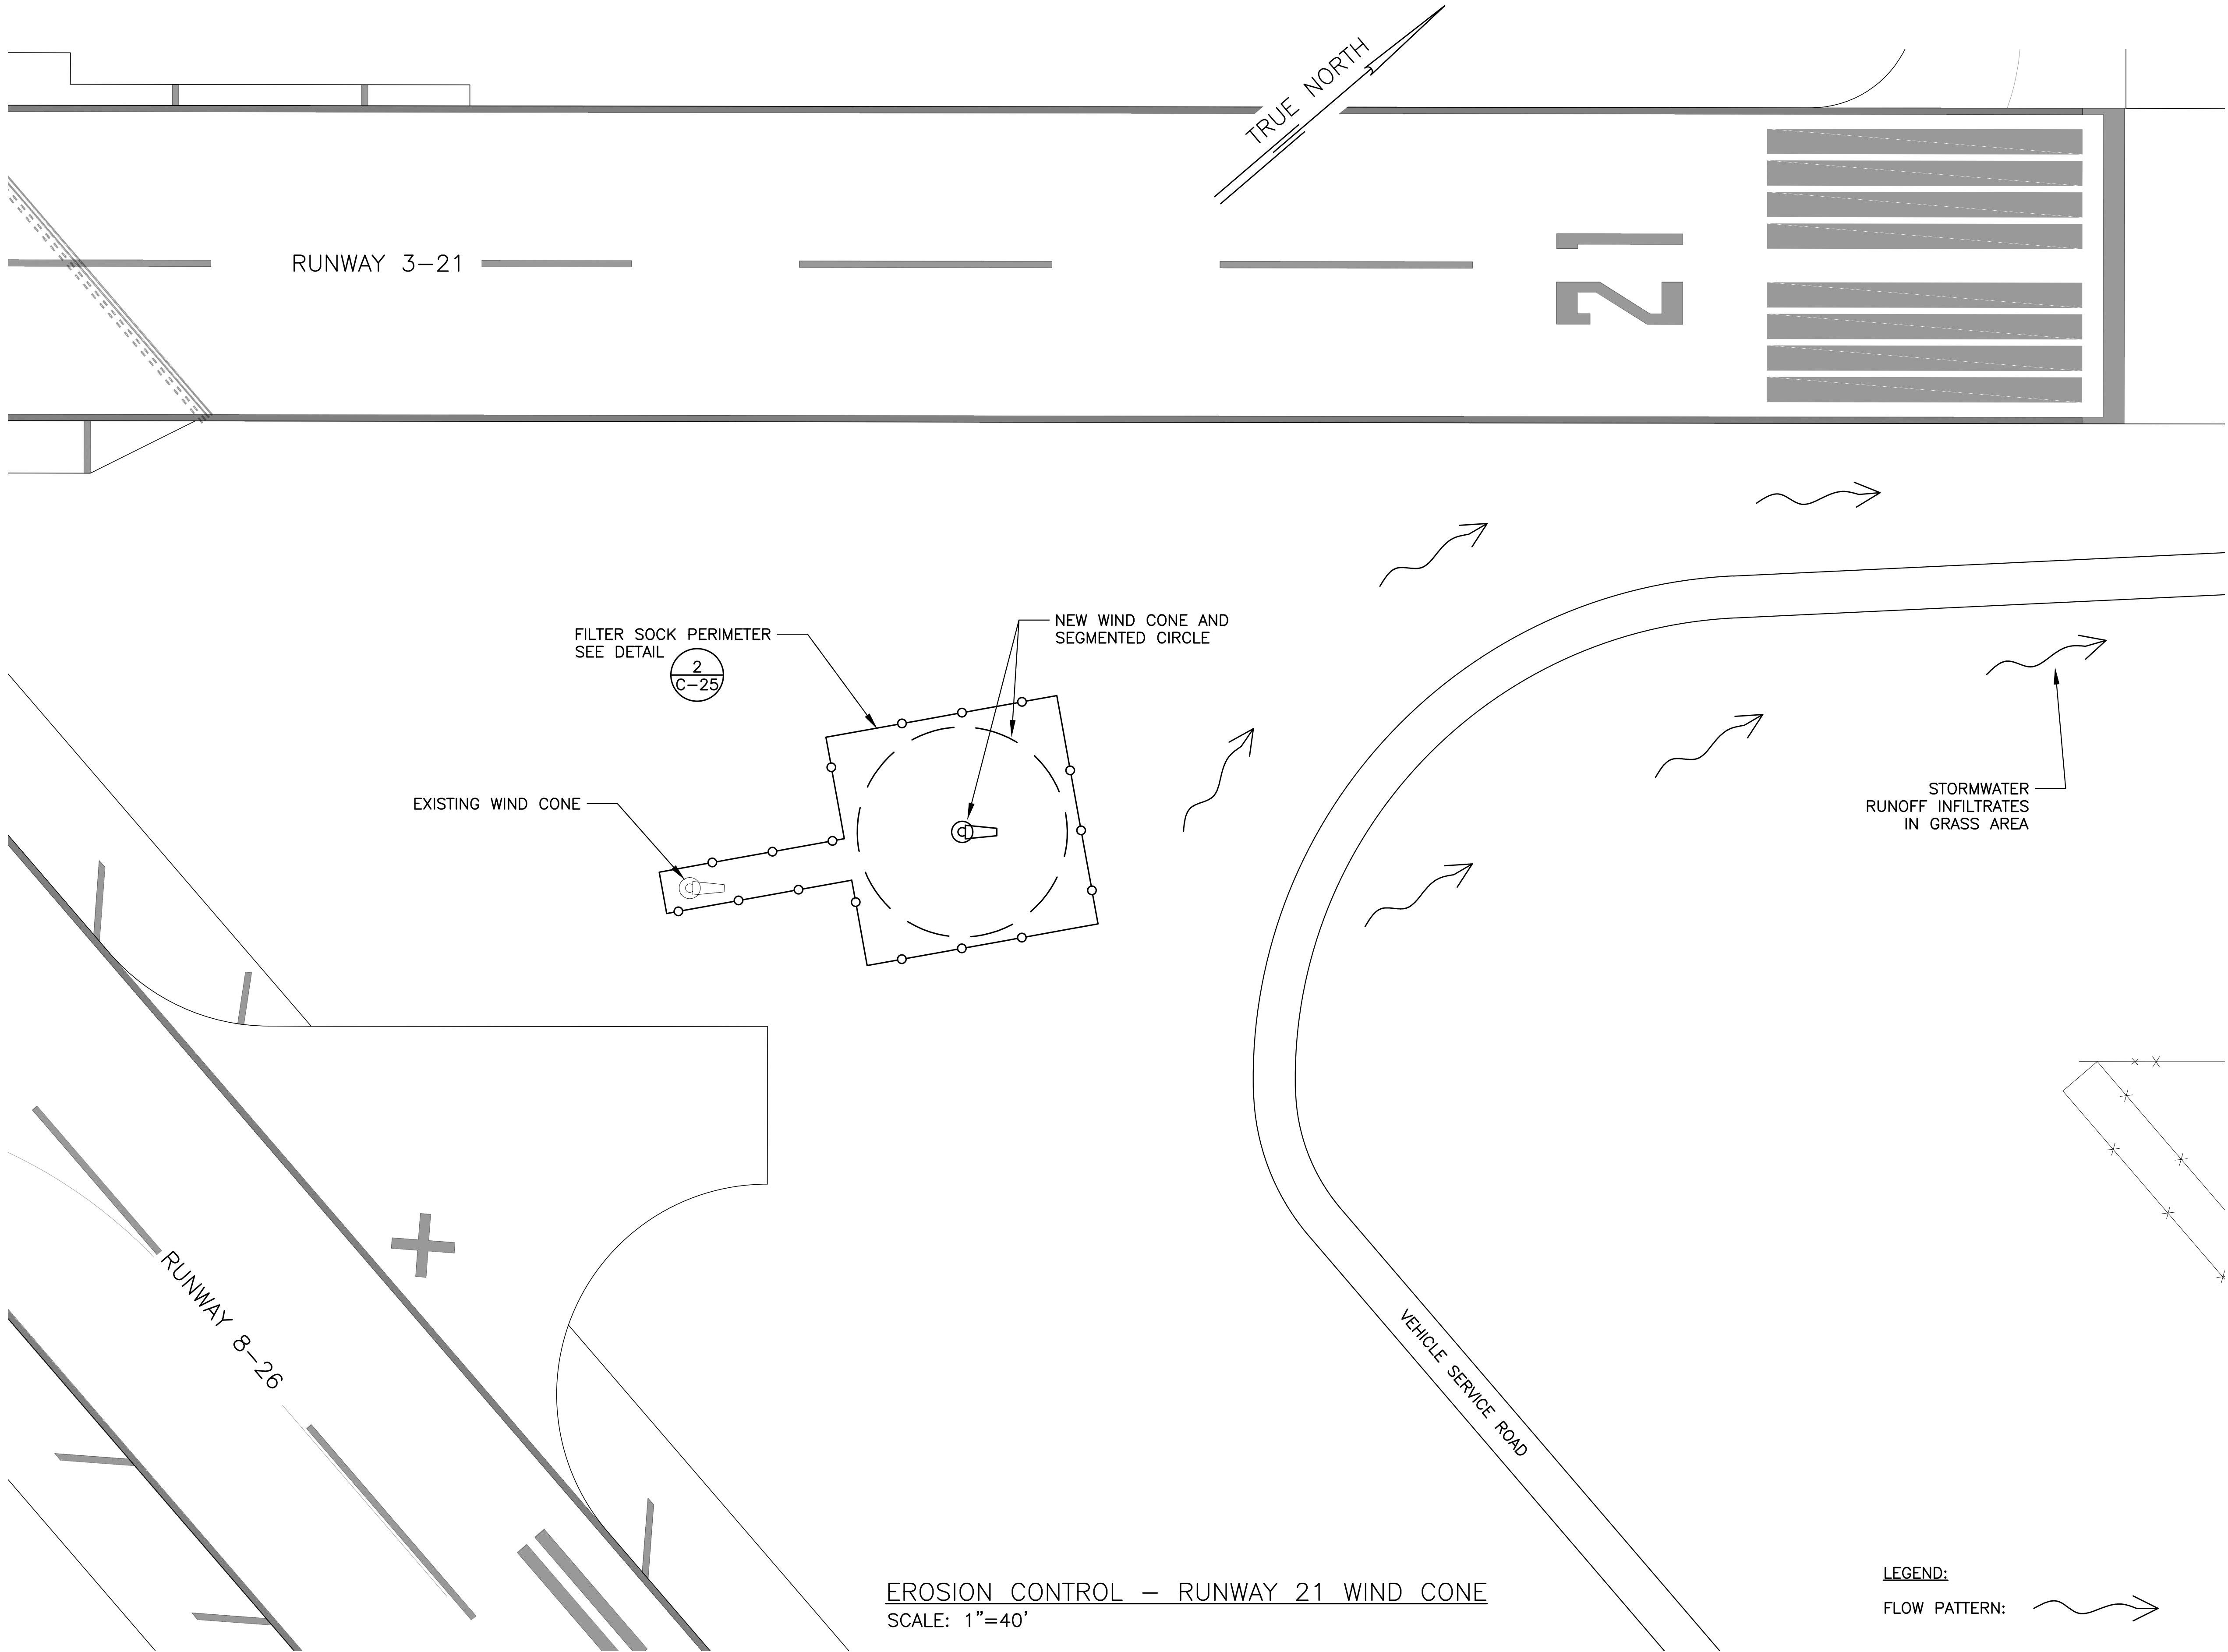 TRUE NORTH
RUNWAY 3-21
21
FILTER SOCK PERIMETER
SEE DETAIL
2
C-25
NEW WIND CONE AND
SEGMENTED CIRCLE
EXISTING WIND CONE
STORMWATER
RUNOFF INFILTRATES
IN GRASS AREA
RUNWAY 8-26
VEHICLE SERVICE ROAD
EROSION CONTROL – RUNWAY 21 WIND CONE
SCALE: 1"=40'
LEGEND:
FLOW PATTERN: